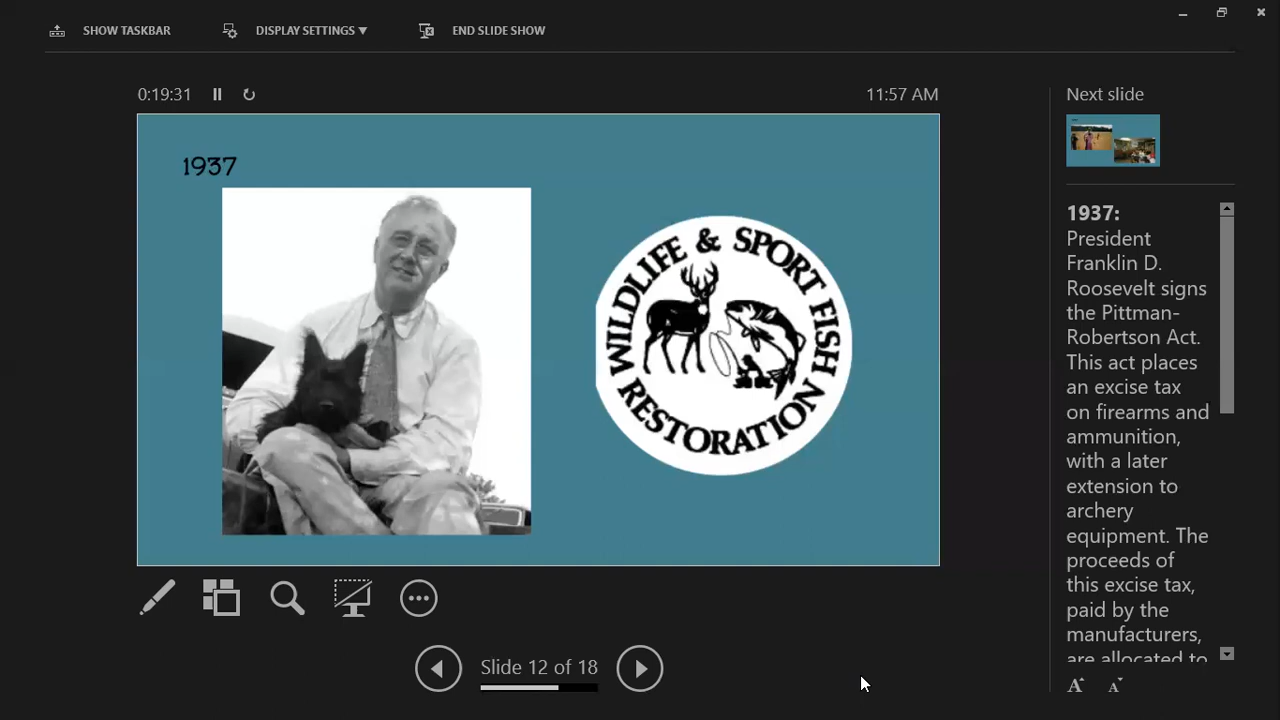 SHOW TASKBAR
DISPLAY SETTINGS ▼
END SLIDE SHOW
0:19:31
11:57 AM
1937
WILDLIFE & SPORT FISH
RESTORATION
Slide 12 of 18
Next slide
1937:
President
Franklin D.
Roosevelt signs
the Pittman-
Robertson Act.
This act places
an excise tax
on firearms and
ammunition,
with a later
extension to
archery
equipment. The
proceeds of
this excise tax,
paid by the
manufacturers,
are allocated to
A A